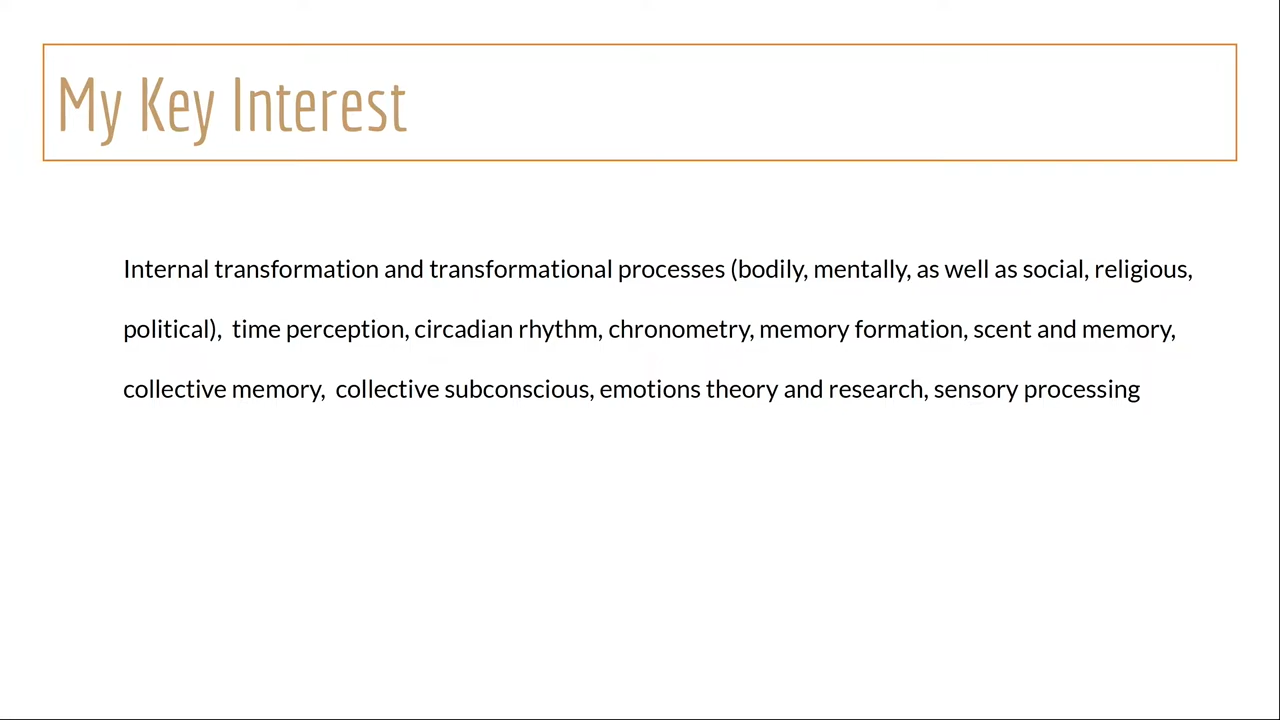 My Key Interest
Internal transformation and transformational processes (bodily, mentally, as well as social, religious,
political),  time perception, circadian rhythm, chronometry, memory formation, scent and memory,
collective memory,  collective subconscious, emotions theory and research, sensory processing